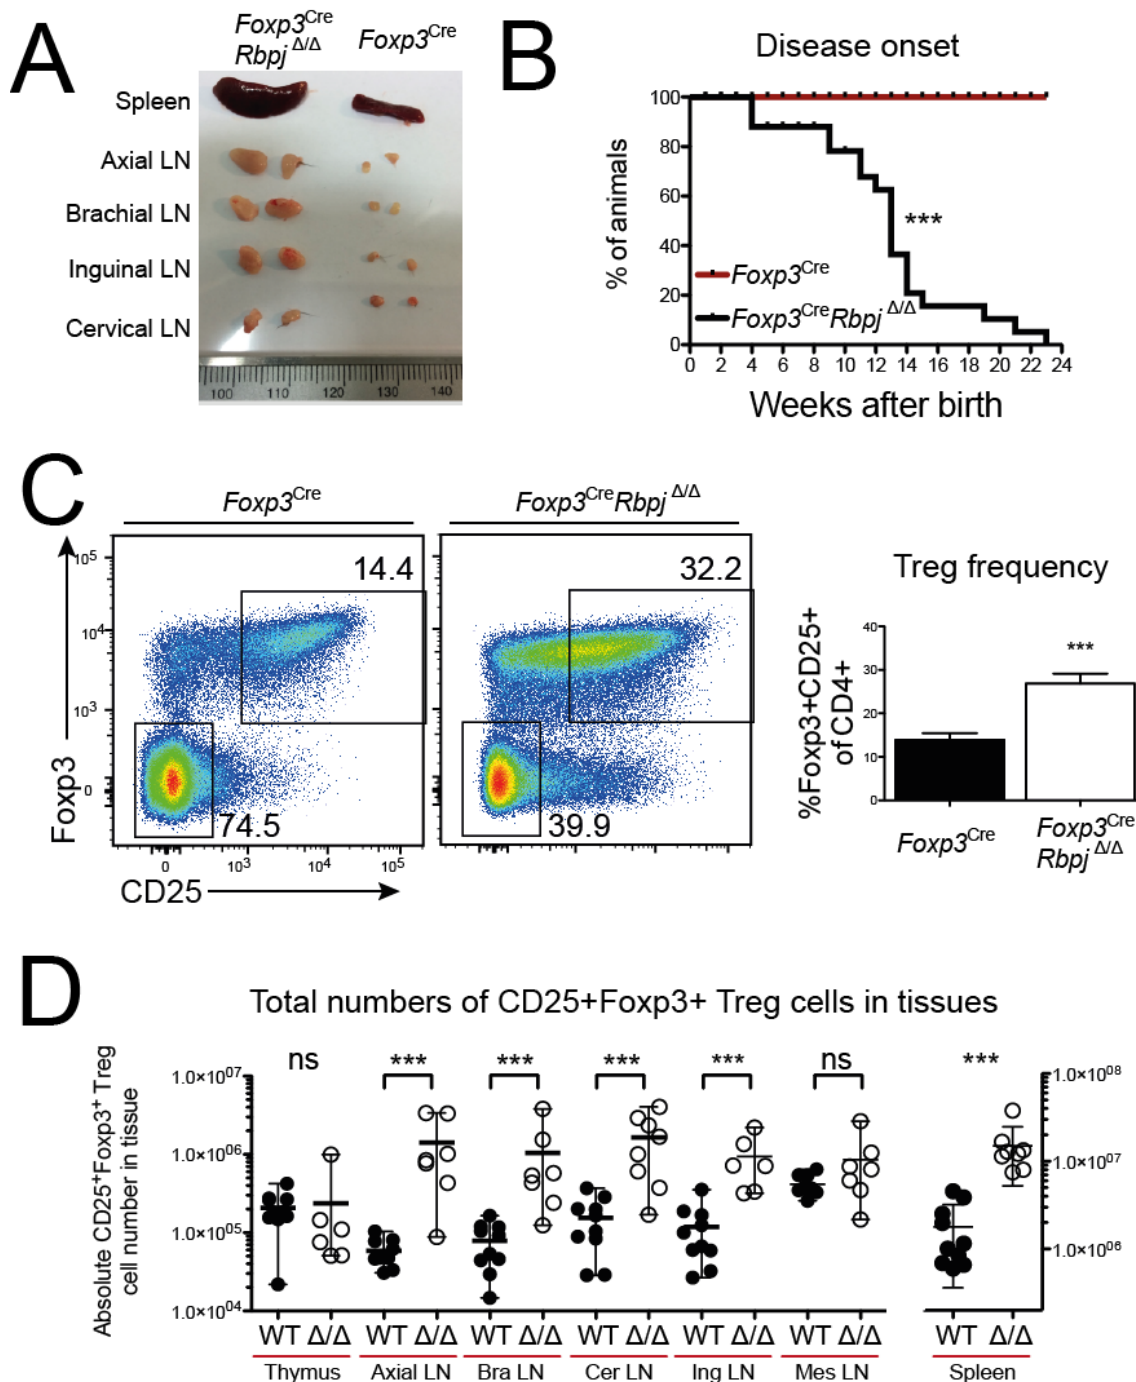 A
Foxp3Cre
Rbpj Δ/Δ
Foxp3Cre
Spleen
Axial LN
Brachial LN
Inguinal LN
Cervical LN
100 110 120 130 140
B
Disease onset
% of animals
100
80
60
40
20
0
***
Foxp3Cre
Foxp3CreRbpj Δ/Δ
0 2 4 6 8 10 12 14 16 18 20 22 24
Weeks after birth
C
Foxp3Cre
Foxp3CreRbpj Δ/Δ
Foxp3
10⁵
10⁴
10³
0
14.4
74.5
32.2
39.9
0 10³ 10⁴ 10⁵
CD25
Treg frequency
%Foxp3+CD25+
of CD4+
40
30
20
10
0
***
Foxp3Cre
Foxp3Cre
Rbpj Δ/Δ
D
Total numbers of CD25+Foxp3+ Treg cells in tissues
Absolute CD25⁺Foxp3⁺ Treg
cell number in tissue
ns *** *** *** *** ns ***
1.0×10⁰⁷
1.0×10⁰⁶
1.0×10⁰⁵
1.0×10⁰⁴
1.0×10⁰⁸
1.0×10⁰⁷
1.0×10⁰⁶
WT Δ/Δ WT Δ/Δ WT Δ/Δ WT Δ/Δ WT Δ/Δ WT Δ/Δ WT Δ/Δ
Thymus Axial LN Bra LN Cer LN Ing LN Mes LN Spleen